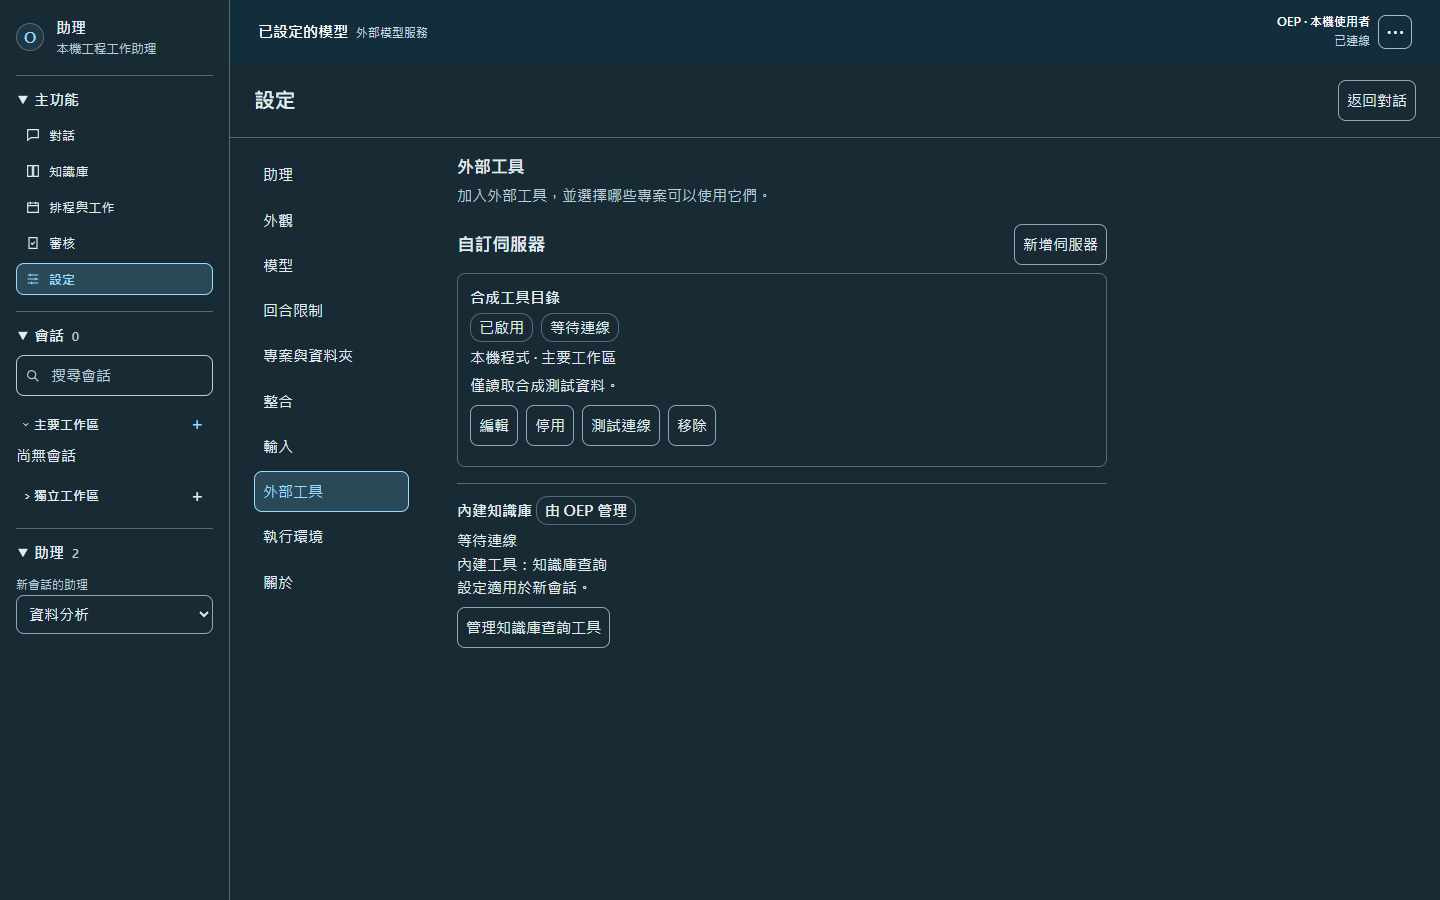 O
助理
本機工程工作助理
▼ 主功能
對話
知識庫
排程與工作
審核
設定
▼ 會話 0
搜尋會話
主要工作區 +
尚無會話
獨立工作區 +
▼ 助理 2
新會話的助理
資料分析
已設定的模型 外部模型服務
OEP · 本機使用者
已連線
設定
返回對話
助理
外觀
模型
回合限制
專案與資料夾
整合
輸入
外部工具
執行環境
關於
外部工具
加入外部工具，並選擇哪些專案可以使用它們。
自訂伺服器
新增伺服器
合成工具目錄
已啟用 等待連線
本機程式 · 主要工作區
僅讀取合成測試資料。
編輯 停用 測試連線 移除
內建知識庫 由 OEP 管理
等待連線
內建工具：知識庫查詢
設定適用於新會話。
管理知識庫查詢工具